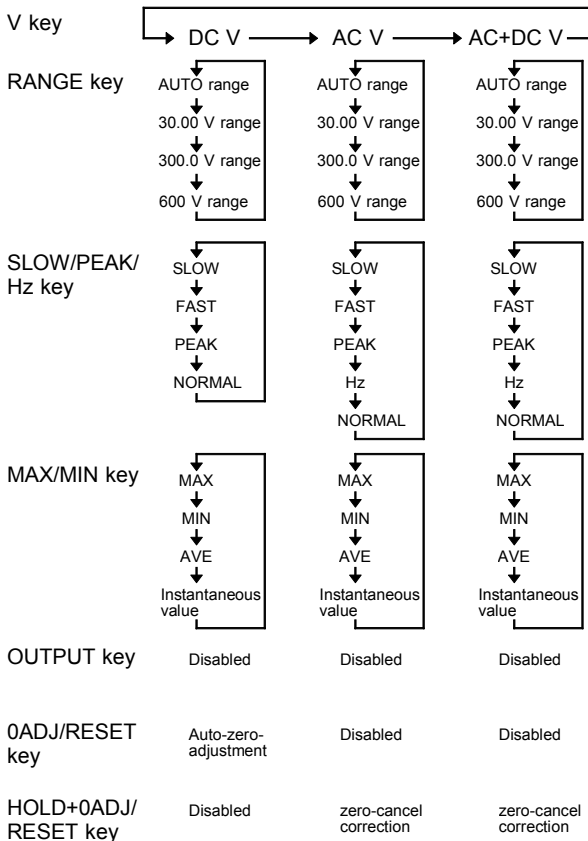 V key
DC V AC V AC+DC V
RANGE key
AUTO range AUTO range AUTO range
30.00 V range 30.00 V range 30.00 V range
300.0 V range 300.0 V range 300.0 V range
600 V range 600 V range 600 V range
SLOW/PEAK/
Hz key
SLOW SLOW SLOW
FAST FAST FAST
PEAK PEAK PEAK
NORMAL Hz Hz
NORMAL NORMAL
MAX/MIN key
MAX MAX MAX
MIN MIN MIN
AVE AVE AVE
Instantaneous Instantaneous Instantaneous
value value value
OUTPUT key Disabled Disabled Disabled
0ADJ/RESET
key
Auto-zero-
adjustment
Disabled Disabled
HOLD+0ADJ/
RESET key
Disabled
zero-cancel
correction
zero-cancel
correction